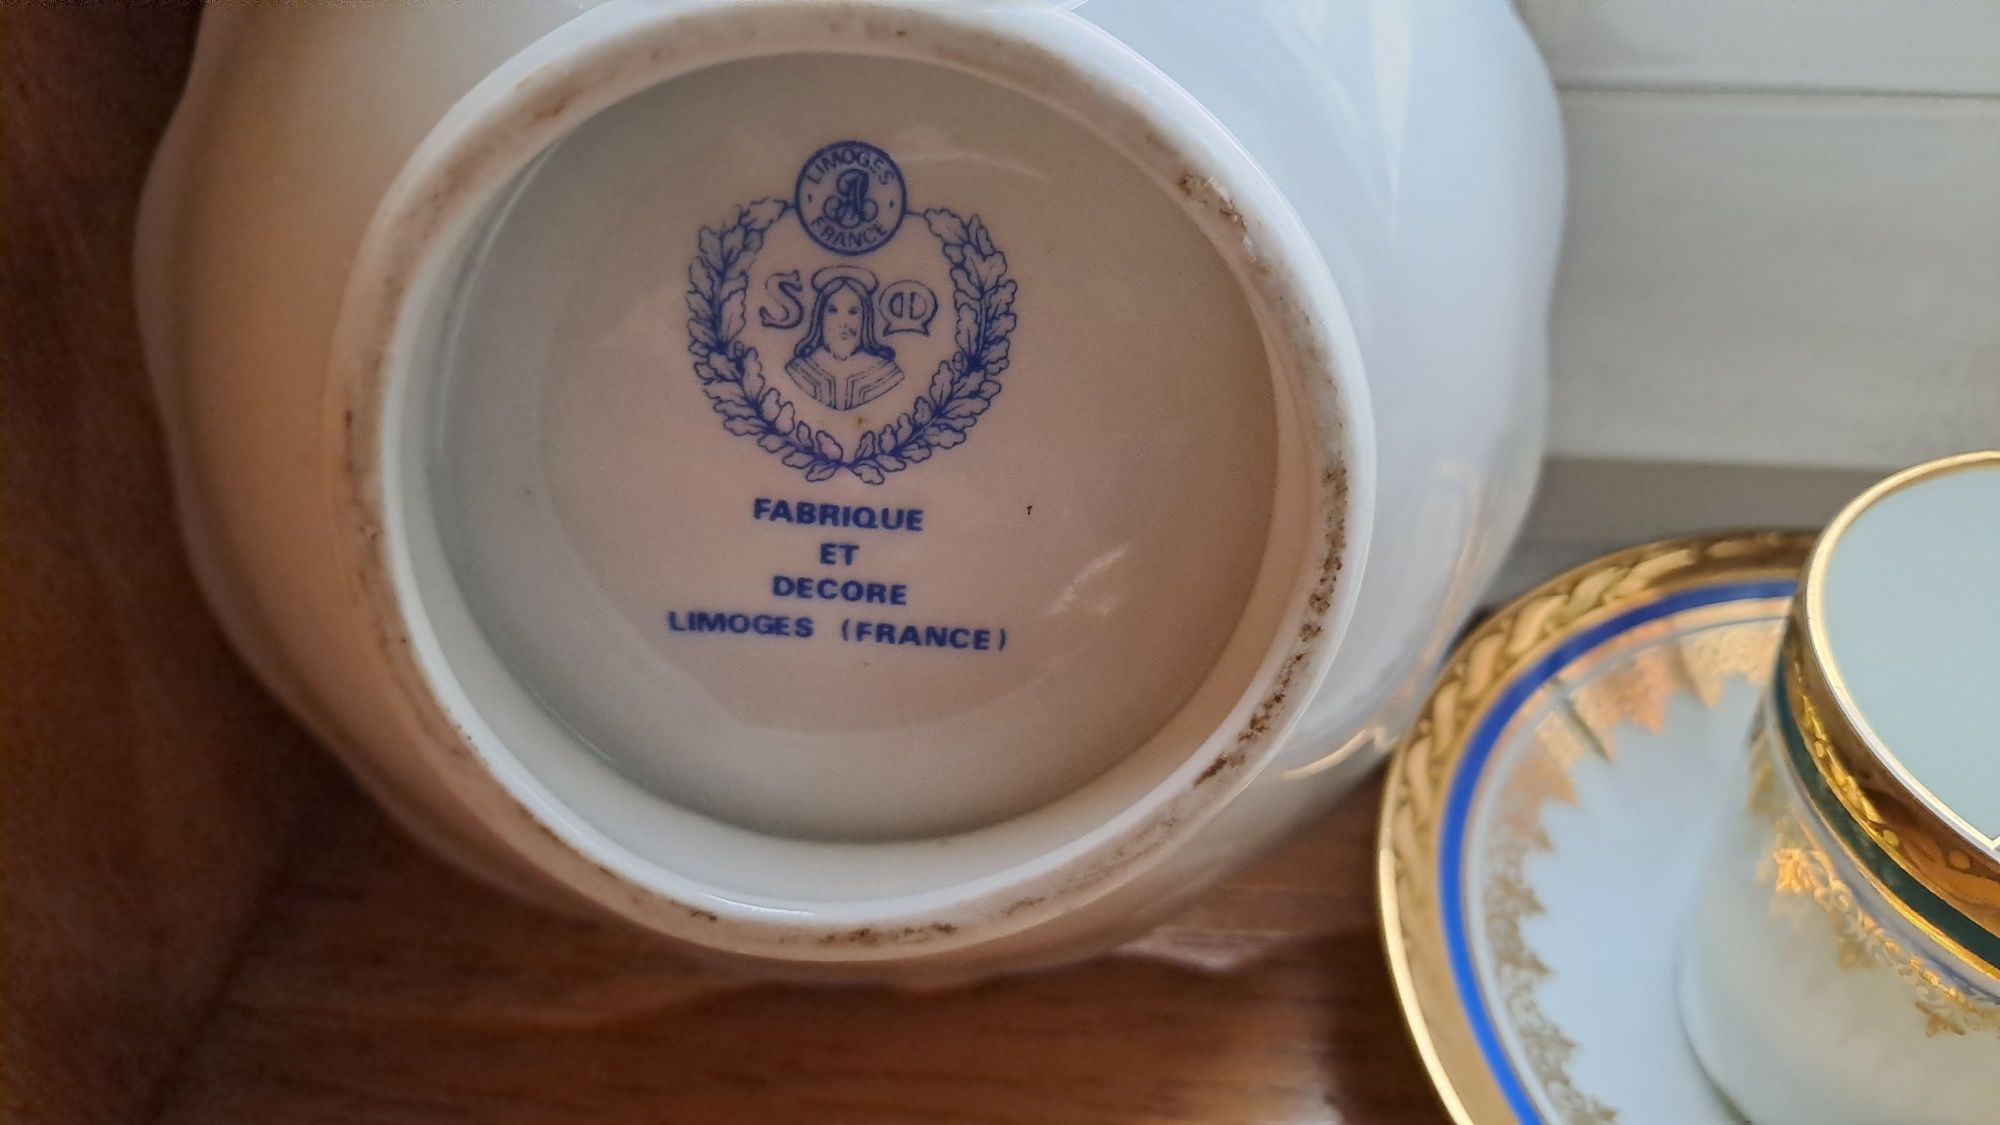 LIMOGES
FRANCE
S M
FABRIQUE
ET
DECORE
LIMOGES (FRANCE)